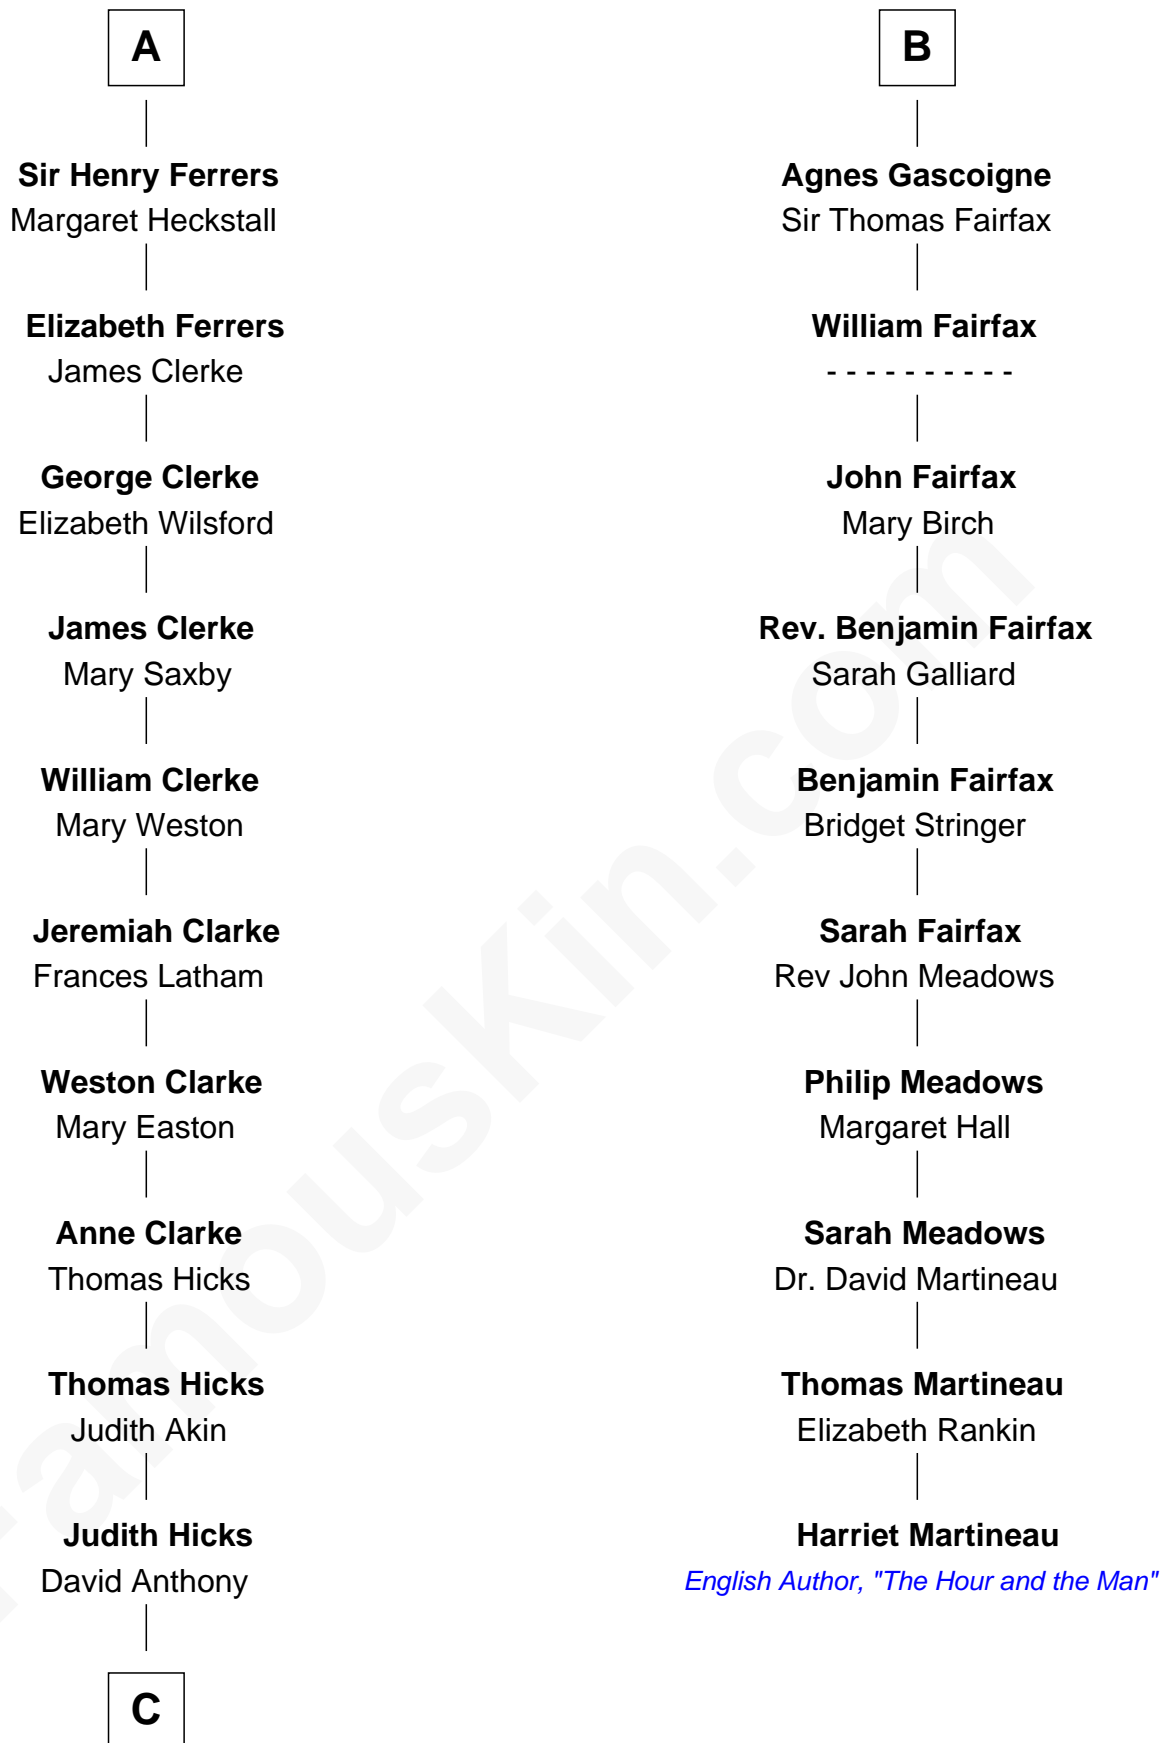 A
Sir Henry Ferrers
Margaret Heckstall
Elizabeth Ferrers
James Clerke
George Clerke
Elizabeth Wilsford
James Clerke
Mary Saxby
William Clerke
Mary Weston
Jeremiah Clarke
Frances Latham
Weston Clarke
Mary Easton
Anne Clarke
Thomas Hicks
Thomas Hicks
Judith Akin
Judith Hicks
David Anthony
C
B
Agnes Gascoigne
Sir Thomas Fairfax
William Fairfax
- - - - - - - - - -
John Fairfax
Mary Birch
Rev. Benjamin Fairfax
Sarah Galliard
Benjamin Fairfax
Bridget Stringer
Sarah Fairfax
Rev John Meadows
Philip Meadows
Margaret Hall
Sarah Meadows
Dr. David Martineau
Thomas Martineau
Elizabeth Rankin
Harriet Martineau
English Author, "The Hour and the Man"
FamousKin.com